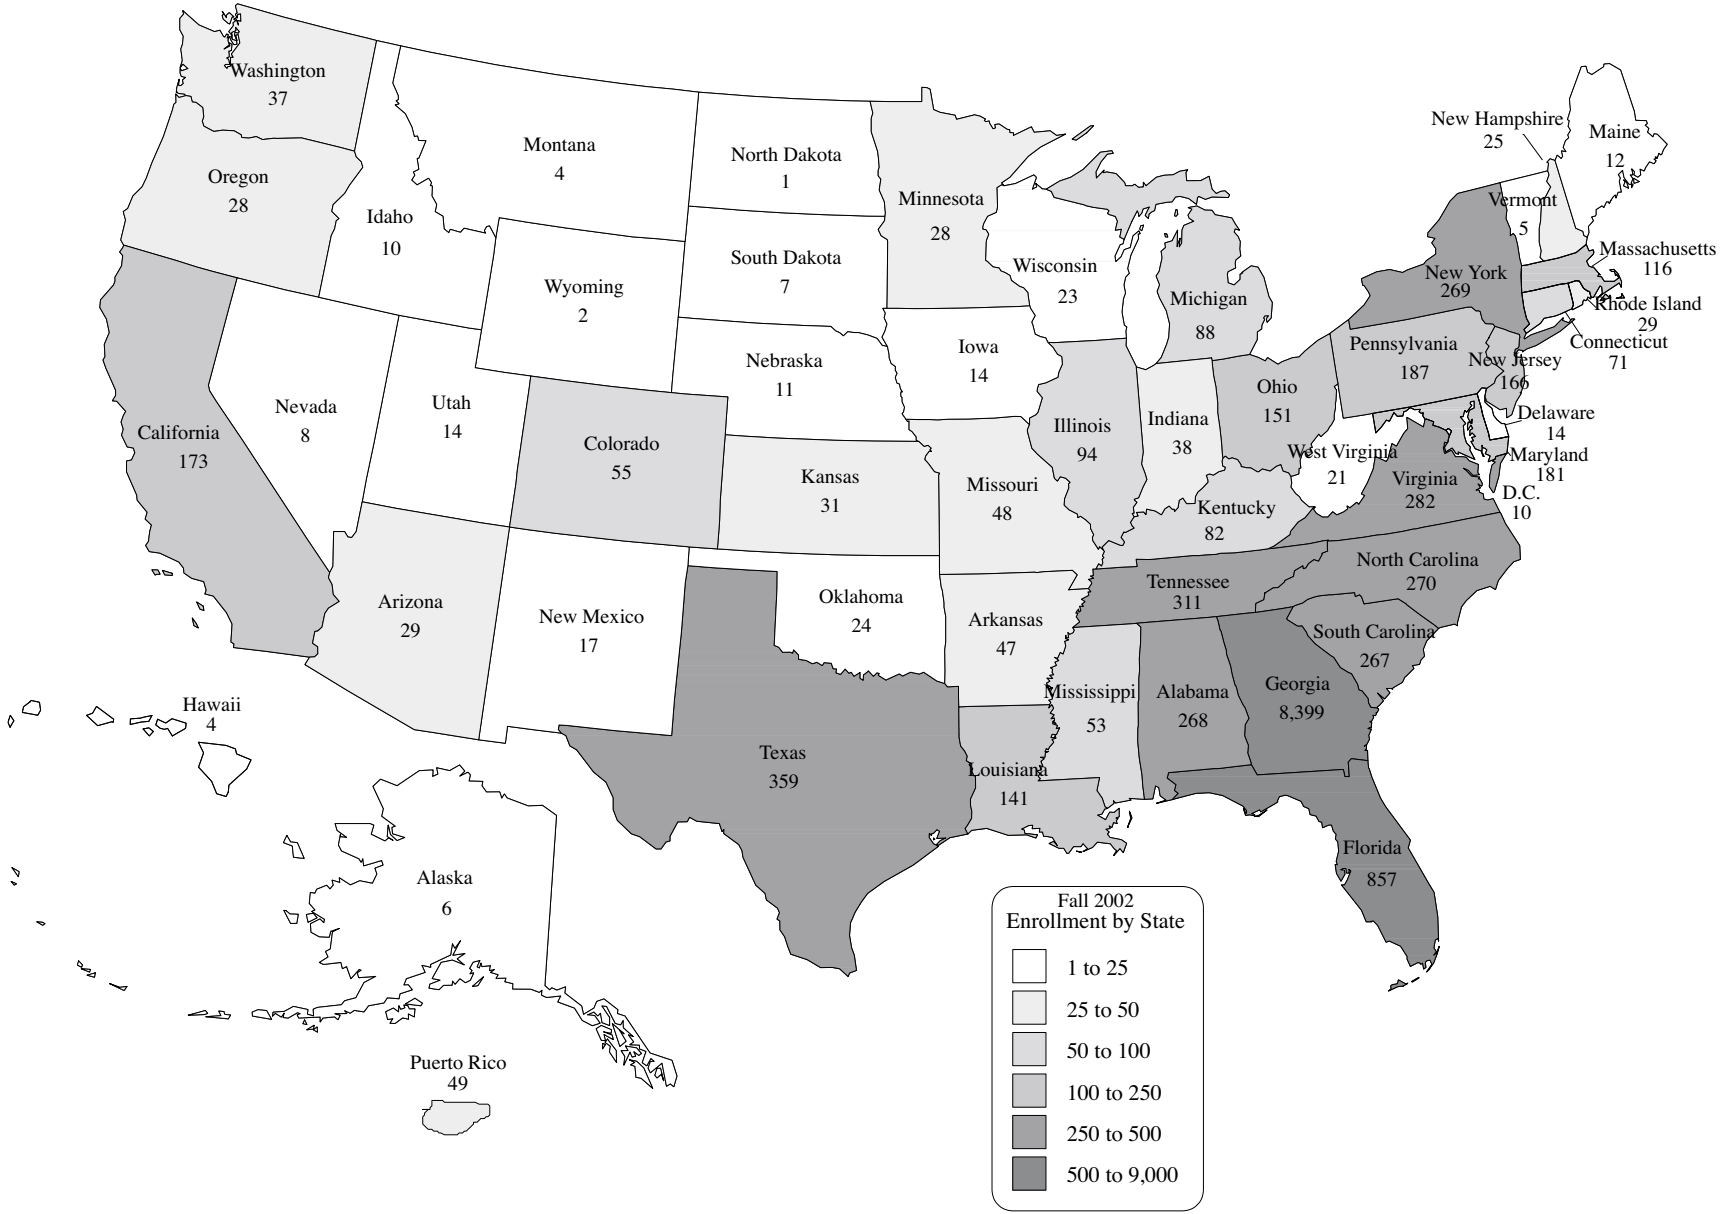 Washington
37
Oregon
28
Idaho
10
Montana
4
North Dakota
1
Minnesota
28
South Dakota
7
Wyoming
2
Wisconsin
23
Michigan
88
New Hampshire
25
Maine
12
Vermont
5
Massachusetts
116
New York
269
Rhode Island
29
Connecticut
71
Pennsylvania
187
New Jersey
166
Delaware
14
Maryland
181
D.C.
10
Nebraska
11
Iowa
14
Illinois
94
Indiana
38
Ohio
151
West Virginia
21
Virginia
282
California
173
Nevada
8
Utah
14
Colorado
55
Kansas
31
Missouri
48
Kentucky
82
North Carolina
270
Tennessee
311
South Carolina
267
Arizona
29
New Mexico
17
Oklahoma
24
Arkansas
47
Mississippi
53
Alabama
268
Georgia
8,399
Texas
359
Louisiana
141
Florida
857
Hawaii
4
Alaska
6
Puerto Rico
49
Fall 2002
Enrollment by State
1 to 25
25 to 50
50 to 100
100 to 250
250 to 500
500 to 9,000